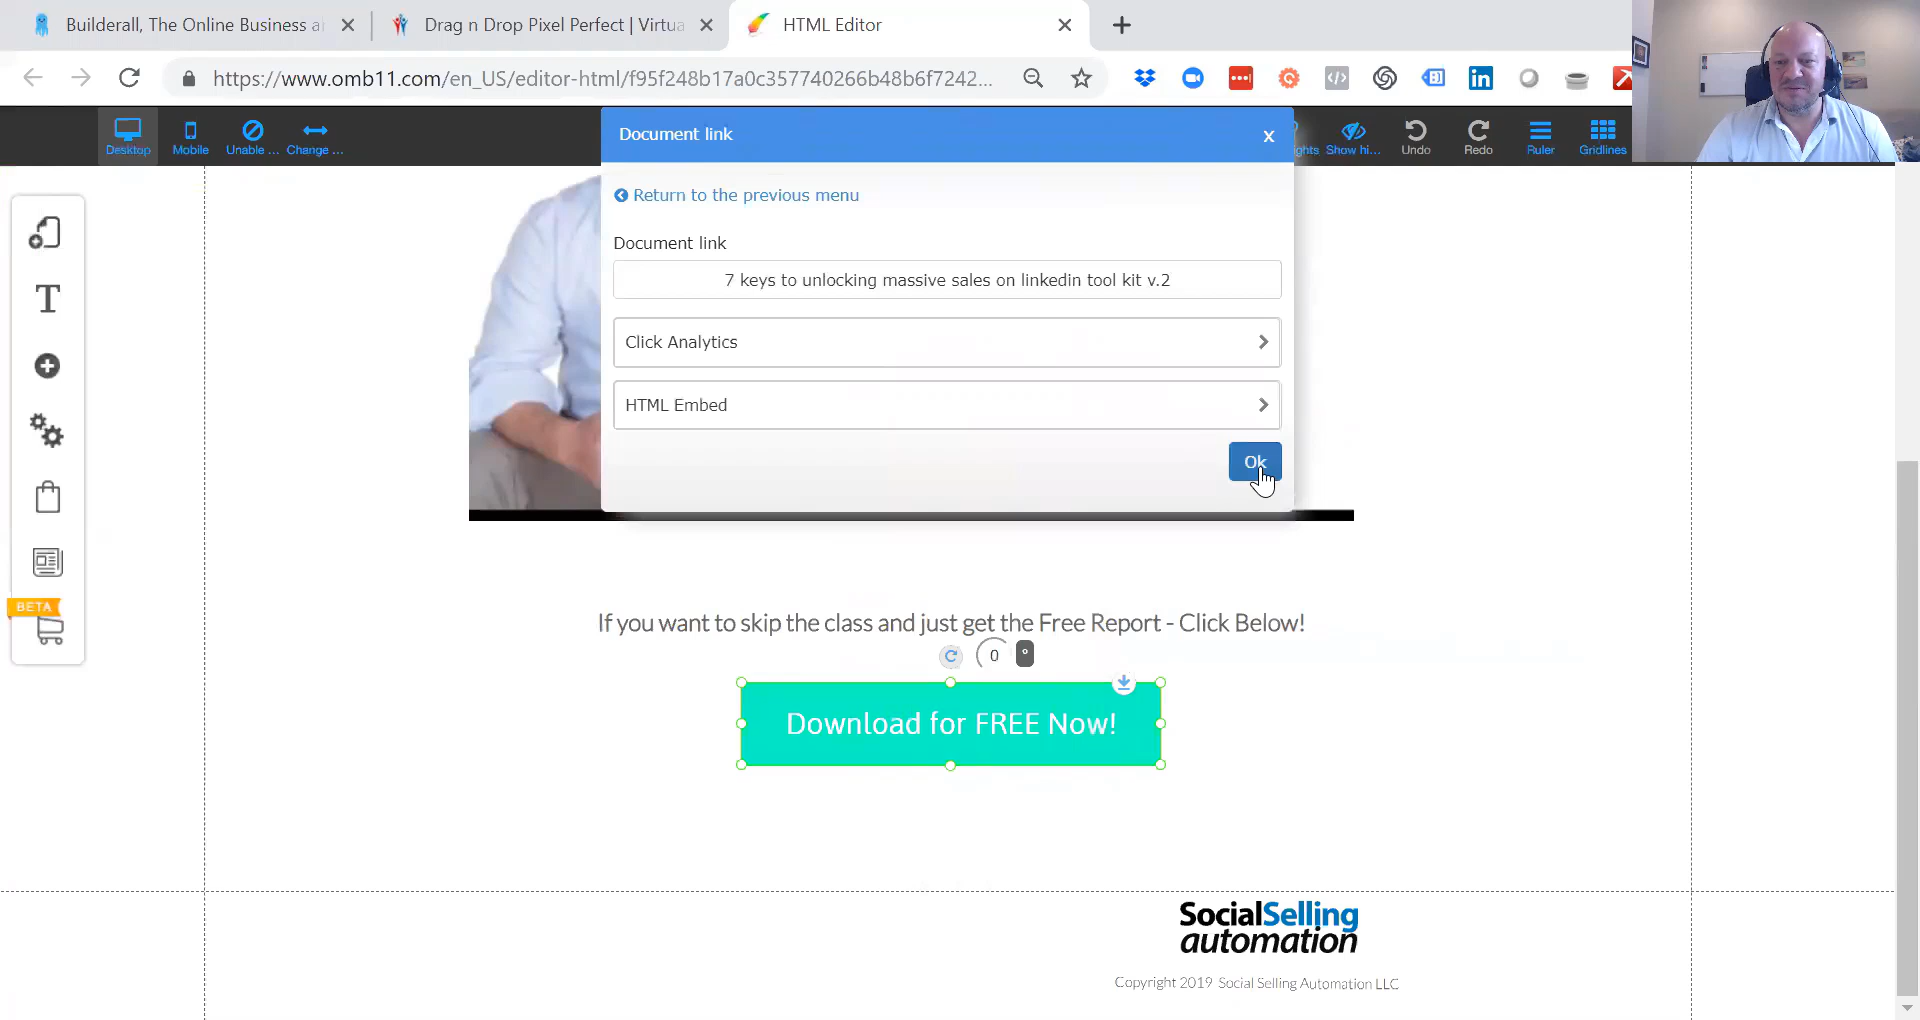 Builderall, The Online Business a
Drag n Drop Pixel Perfect | Virtua
HTML Editor
https://www.omb11.com/en_US/editor-html/f95f248b17a0c357740266b48b6f7242...
Desktop
Mobile
Unable ...
Change ...
Document link
x
ights
Show hi...
Undo
Redo
Ruler
Gridlines
Return to the previous menu
Document link
7 keys to unlocking massive sales on linkedin tool kit v.2
Click Analytics
HTML Embed
Ok
T
BETA
If you want to skip the class and just get the Free Report - Click Below!
0 °
Download for FREE Now!
SocialSelling
automation
Copyright 2019 Social Selling Automation LLC